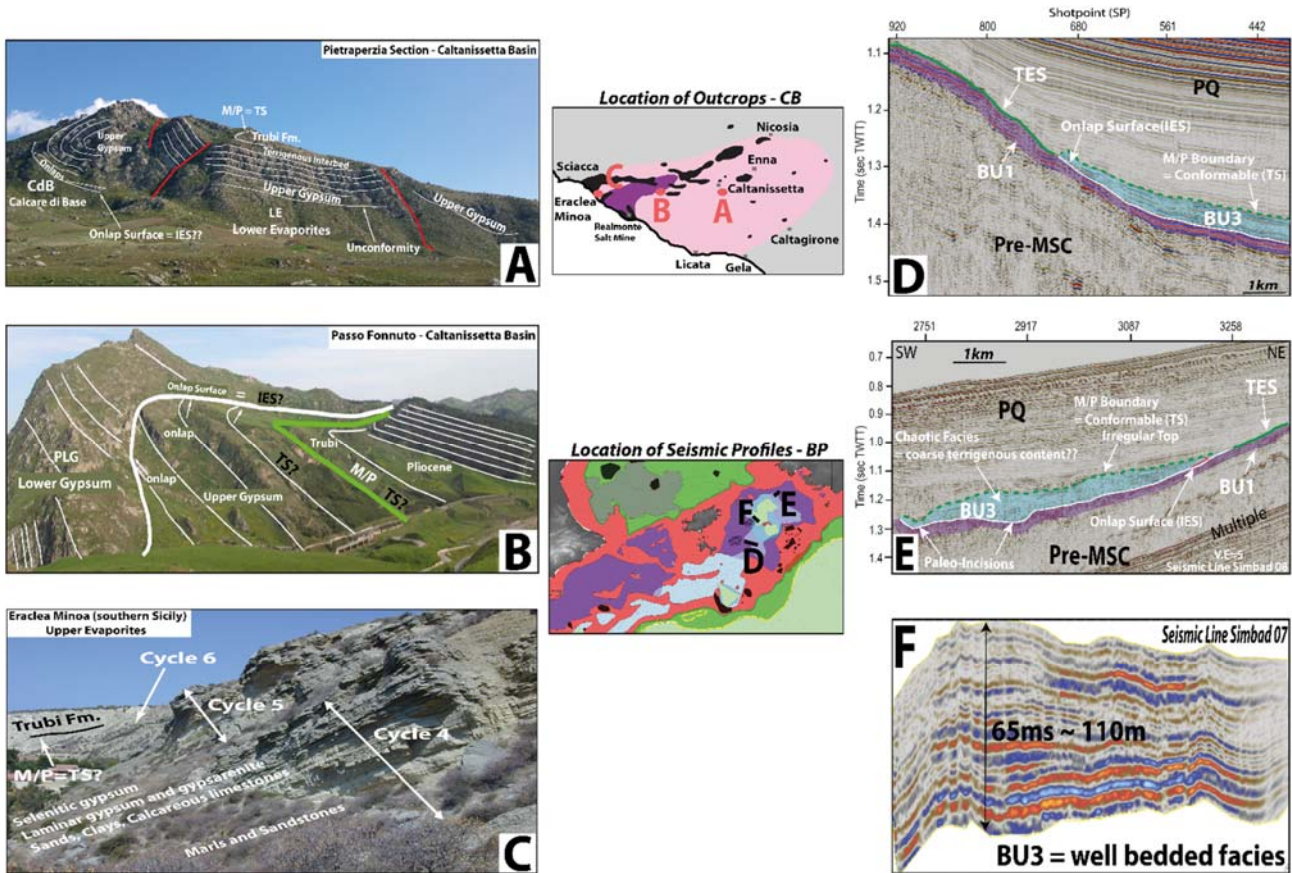 Pietraperzia Section - Caltanissetta Basin
M/P = TS
Trubi Fm.
Terrigenous Interbed
Upper
Gypsum
Onlaps
CdB
Calcare di Base
Upper Gypsum
LE
Lower Evaporites
Onlap Surface = IES??
Unconformity
Upper Gypsum
A
Passo Fonnuto - Caltanissetta Basin
Onlap Surface = IES?
onlap
PLG
Lower Gypsum
onlap
Upper Gypsum
TS?
Trubi
M/P
TS?
Pliocene
B
Eraclea Minoa (southern Sicily)
Upper Evaporites
Cycle 6
Cycle 5
Cycle 4
Trubi Fm.
M/P=TS?
Selenitic gypsum
Laminar gypsum and gypsarenite
Sands, Clays, Calcareous limestones
Marls and Sandstones
C
Location of Outcrops - CB
Nicosia
Enna
Sciacca
C
Caltanissetta
Eraclea
Minoa
B
A
Realmonte
Salt Mine
Caltagirone
Licata
Gela
Location of Seismic Profiles - BP
F
E
D
Shotpoint (SP)
920 800 680 561 442
Time (sec TWTT)
1.1
1.2
1.3
1.4
1.5
PQ
TES
Onlap Surface(IES)
M/P Boundary
= Conformable (TS)
BU1
BU3
Pre-MSC
D
1km
2751 2917 3087 3258
SW
1km
NE
Time (sec TWTT)
0.7
0.8
0.9
1.0
1.1
1.2
1.3
1.4
PQ
TES
M/P Boundary
= Conformable (TS)
Irregular Top
Chaotic Facies
= coarse terrigenous content??
BU1
BU3
Onlap Surface (IES)
Multiple
Paleo-Incisions
Pre-MSC
V.E=5
Seismic Line Simbad 08
E
F
Seismic Line Simbad 07
65ms ~ 110m
BU3 = well bedded facies